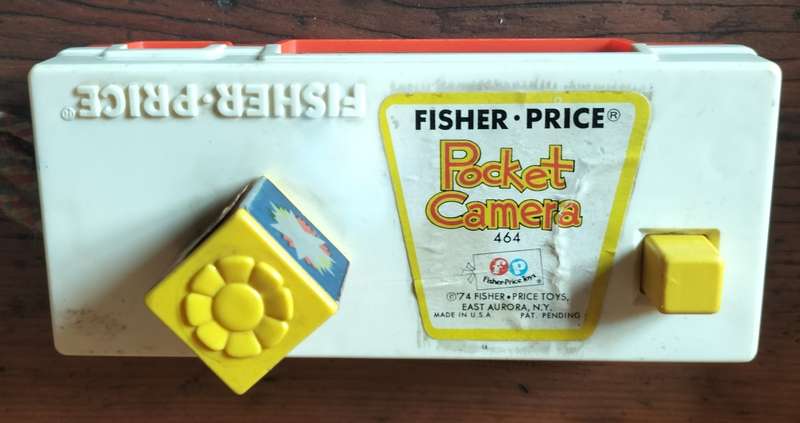 FISHER·PRICE®
FISHER·PRICE®
Pocket
Camera
464
fp
Fisher-Price Toys
©'74 FISHER•PRICE TOYS,
EAST AURORA, N.Y.
MADE IN U.S.A PAT. PENDING